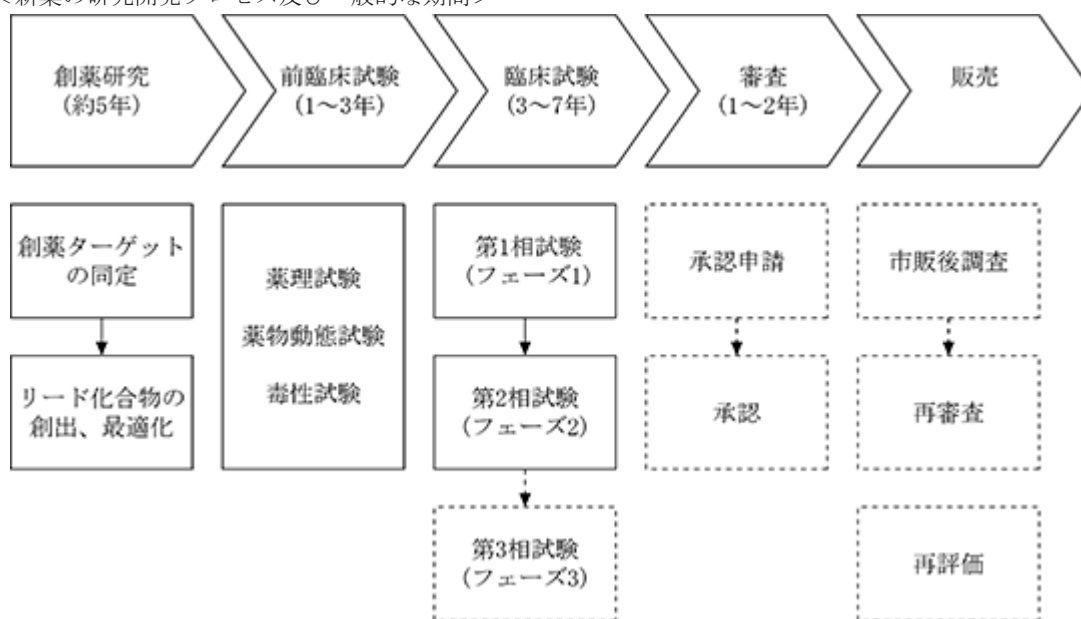 創薬研究
(約5年)
前臨床試験
(1～3年)
臨床試験
(3～7年)
審査
(1～2年)
販売
創薬ターゲット
の同定
リード化合物の
創出、最適化
薬理試験
薬物動態試験
毒性試験
第1相試験
(フェーズ1)
第2相試験
(フェーズ2)
第3相試験
(フェーズ3)
承認申請
承認
市販後調査
再審査
再評価